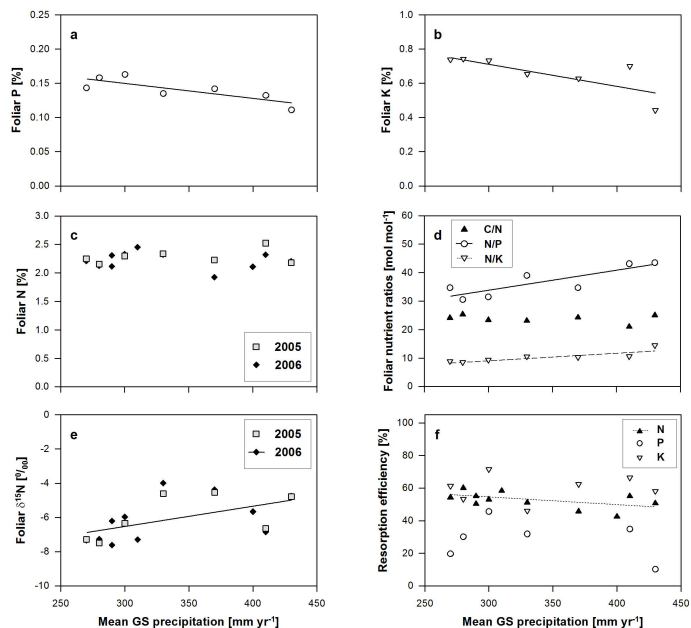 a
Foliar P [%]
0.25
0.20
0.15
0.10
0.05
0.00
b
Foliar K [%]
1.0
0.8
0.6
0.4
0.2
0.0
c
Foliar N [%]
3.0
2.5
2.0
1.5
1.0
0.5
0.0
2005
2006
d
Foliar nutrient ratios [mol mol⁻¹]
60
50
40
30
20
10
0
C/N
N/P
N/K
e
Foliar δ¹⁵N [⁰/₀₀]
0
-2
-4
-6
-8
-10
2005
2006
250
300
350
400
450
Mean GS precipitation [mm yr⁻¹]
f
Resorption efficiency [%]
100
80
60
40
20
0
N
P
K
250
300
350
400
450
Mean GS precipitation [mm yr⁻¹]